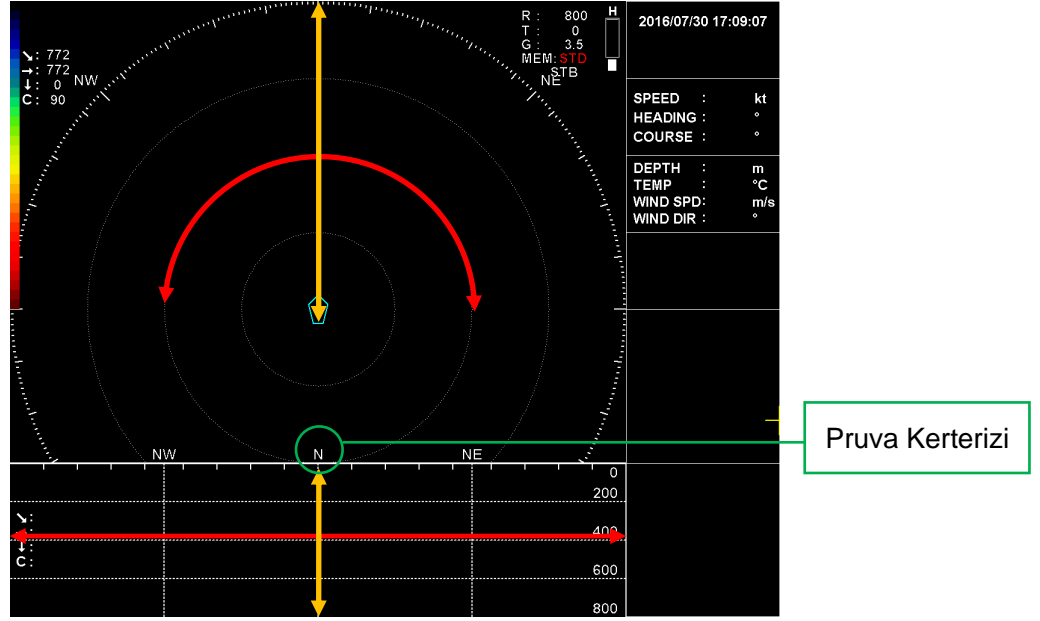 R : 800
T : 0
G : 3.5
MEM: STD
STB
H
2016/07/30 17:09:07
↘: 772
→: 772
↓: 0
C: 90
NW
NE
SPEED : kt
HEADING : °
COURSE : °
DEPTH : m
TEMP : °C
WIND SPD: m/s
WIND DIR : °
Pruva Kerterizi
NW N NE
0
200
↘:
400
↓:
C:
600
800